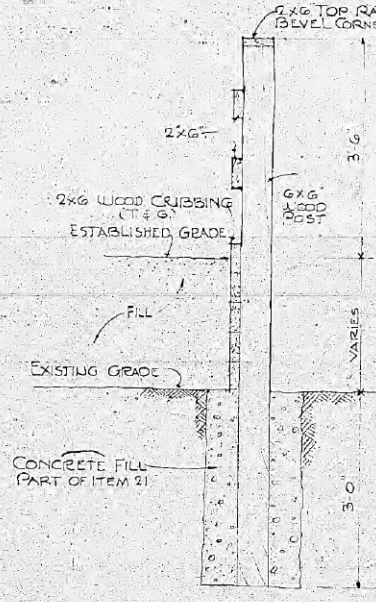 2x6 TOP RA
BEVEL CORNE
2x6
3'-6"
2x6 WOOD CRIBBING
(T & G.)
6x6
WOOD
POST
ESTABLISHED GRADE
FILL
VARIES
EXISTING GRADE
CONCRETE FILL
PART OF ITEM 21
3'-0"